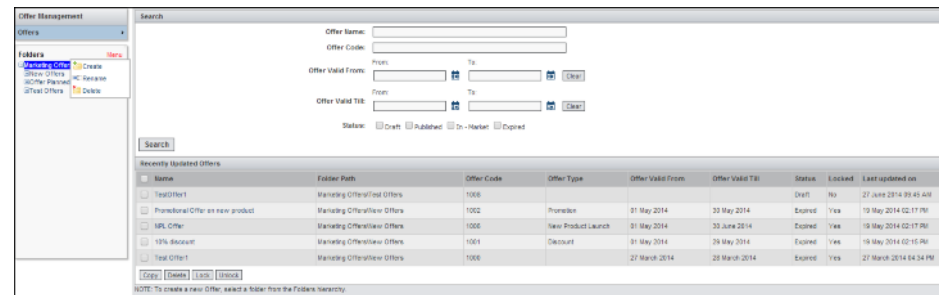 Offer Management
Offers
Folders Menu
Marketing Offer
New Offers
Offer Planned
Test Offers
Create
Rename
Delete
Search
Offer Name:
Offer Code:
Offer Valid From: From: To: Clear
Offer Valid Till: From: To: Clear
Status: Draft Published In - Market Expired
Search
Recently Updated Offers
Name Folder Path Offer Code Offer Type Offer Valid From Offer Valid Till Status Locked Last updated on
TestOffer1 Marketing Offers\Test Offers 1008 Draft No 27 June 2014 09:45 AM
Promotional Offer on new product Marketing Offers\New Offers 1002 Promotion 01 May 2014 30 May 2014 Expired Yes 19 May 2014 02:17 PM
NPL Offer Marketing Offers\New Offers 1006 New Product Launch 01 May 2014 30 June 2014 Expired Yes 19 May 2014 02:17 PM
10% discount Marketing Offers\New Offers 1001 Discount 01 May 2014 29 May 2014 Expired Yes 19 May 2014 02:15 PM
Test Offer1 Marketing Offers\New Offers 1000 27 March 2014 28 March 2014 Expired Yes 27 March 2014 04:34 PM
Copy Delete Lock Unlock
NOTE: To create a new Offer, select a folder from the Folders hierarchy.